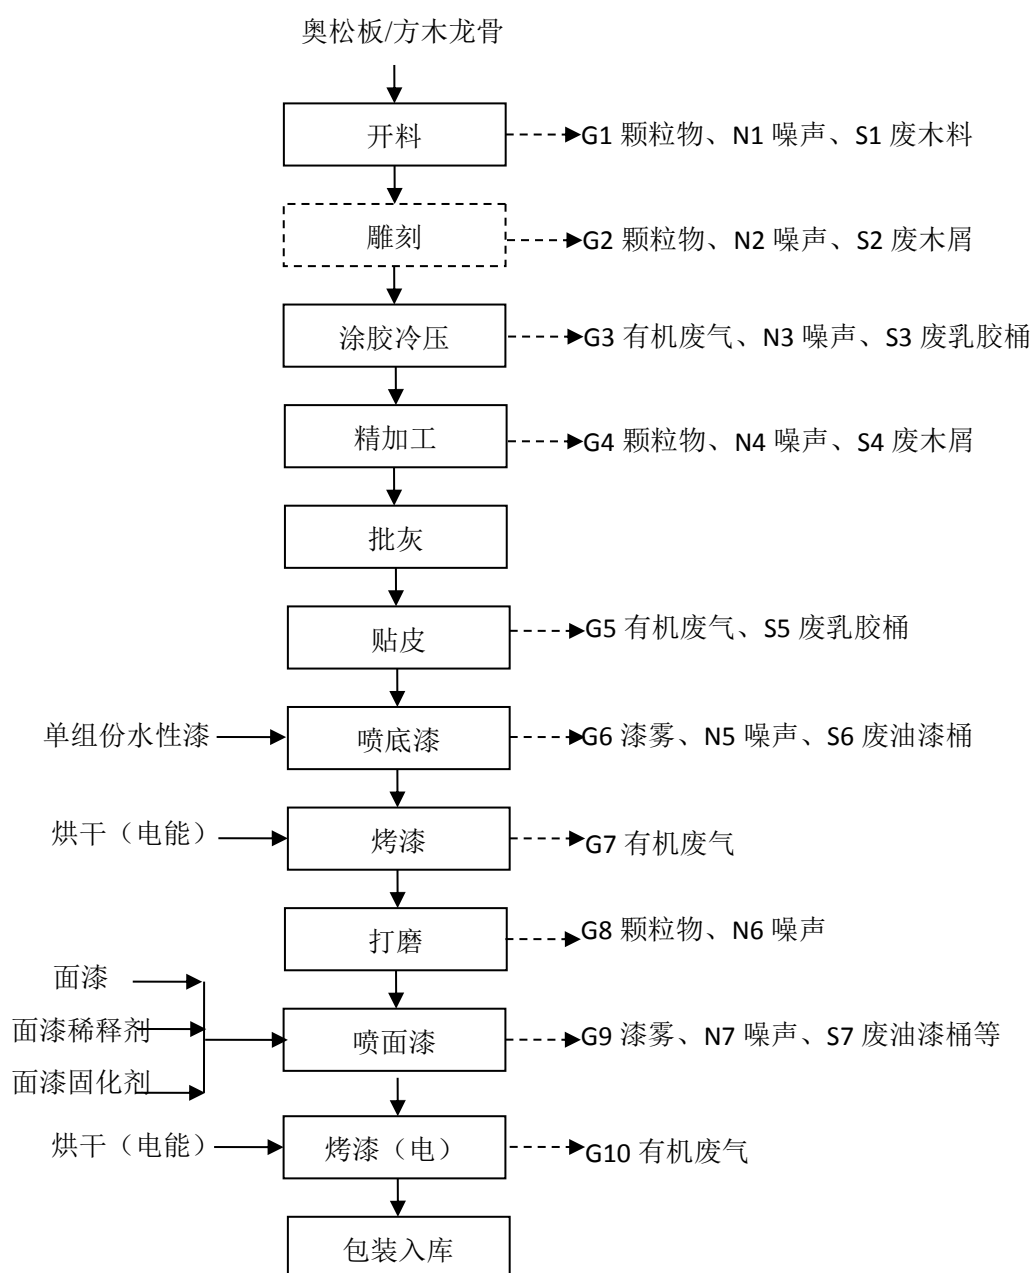 奥松板/方木龙骨
开料
G1 颗粒物、N1 噪声、S1 废木料
雕刻
G2 颗粒物、N2 噪声、S2 废木屑
涂胶冷压
G3 有机废气、N3 噪声、S3 废乳胶桶
精加工
G4 颗粒物、N4 噪声、S4 废木屑
批灰
贴皮
G5 有机废气、S5 废乳胶桶
单组份水性漆
喷底漆
G6 漆雾、N5 噪声、S6 废油漆桶
烘干（电能）
烤漆
G7 有机废气
打磨
G8 颗粒物、N6 噪声
面漆
面漆稀释剂
面漆固化剂
喷面漆
G9 漆雾、N7 噪声、S7 废油漆桶等
烘干（电能）
烤漆（电）
G10 有机废气
包装入库